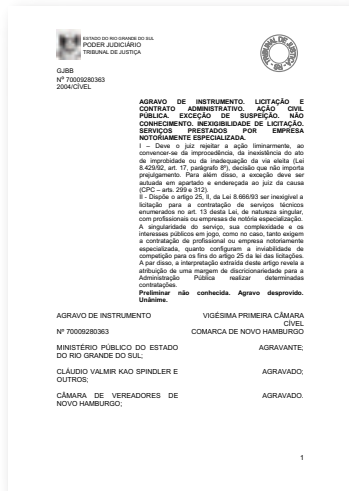 ESTADO DO RIO GRANDE DO SUL
PODER JUDICIÁRIO
TRIBUNAL DE JUSTIÇA
TRIBUNAL DE JUSTIÇA
RS
GJBB
Nº 70009280363
2004/CÍVEL
AGRAVO DE INSTRUMENTO. LICITAÇÃO E
CONTRATO ADMINISTRATIVO. AÇÃO CIVIL
PÚBLICA. EXCEÇÃO DE SUSPEIÇÃO. NÃO
CONHECIMENTO. INEXIGIBILIDADE DE LICITAÇÃO.
SERVIÇOS PRESTADOS POR EMPRESA
NOTORIAMENTE ESPECIALIZADA.
I – Deve o juiz rejeitar a ação liminarmente, ao
convencer-se da improcedência, da inexistência do ato
de improbidade ou da inadequação da via eleita (Lei
8.429/92, art. 17, parágrafo 8º), decisão que não importa
prejulgamento. Para além disso, a exceção deve ser
autuada em apartado e endereçada ao juiz da causa
(CPC – arts. 299 e 312).
II - Dispõe o artigo 25, II, da Lei 8.666/93 ser inexigível a
licitação para a contratação de serviços técnicos
enumerados no art. 13 desta Lei, de natureza singular,
com profissionais ou empresas de notória especialização.
A singularidade do serviço, sua complexidade e os
interesses públicos em jogo, como no caso, tanto exigem
a contratação de profissional ou empresa notoriamente
especializada, quanto configuram a inviabilidade de
competição para os fins do artigo 25 da lei das licitações.
A par disso, a interpretação extraída deste artigo revela a
atribuição de uma margem de discricionariedade para a
Administração Pública realizar determinadas
contratações.
Preliminar não conhecida. Agravo desprovido.
Unânime.
AGRAVO DE INSTRUMENTO VIGÉSIMA PRIMEIRA CÂMARA
CÍVEL
Nº 70009280363 COMARCA DE NOVO HAMBURGO
MINISTÉRIO PÚBLICO DO ESTADO AGRAVANTE;
DO RIO GRANDE DO SUL;
CLÁUDIO VALMIR KAO SPINDLER E AGRAVADO;
OUTROS;
CÂMARA DE VEREADORES DE AGRAVADO.
NOVO HAMBURGO;
1